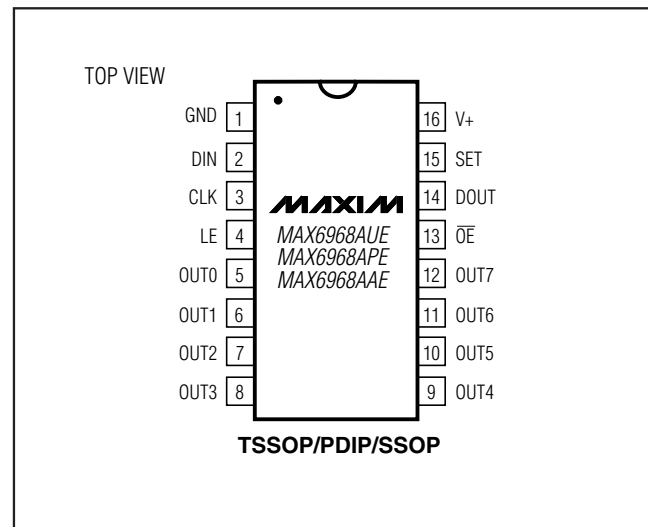 TOP VIEW
GND 1
DIN 2
CLK 3
LE 4
OUT0 5
OUT1 6
OUT2 7
OUT3 8
16 V+
15 SET
14 DOUT
13 O̅E̅
12 OUT7
11 OUT6
10 OUT5
9 OUT4
MAXIM
MAX6968AUE
MAX6968APE
MAX6968AAE
TSSOP/PDIP/SSOP